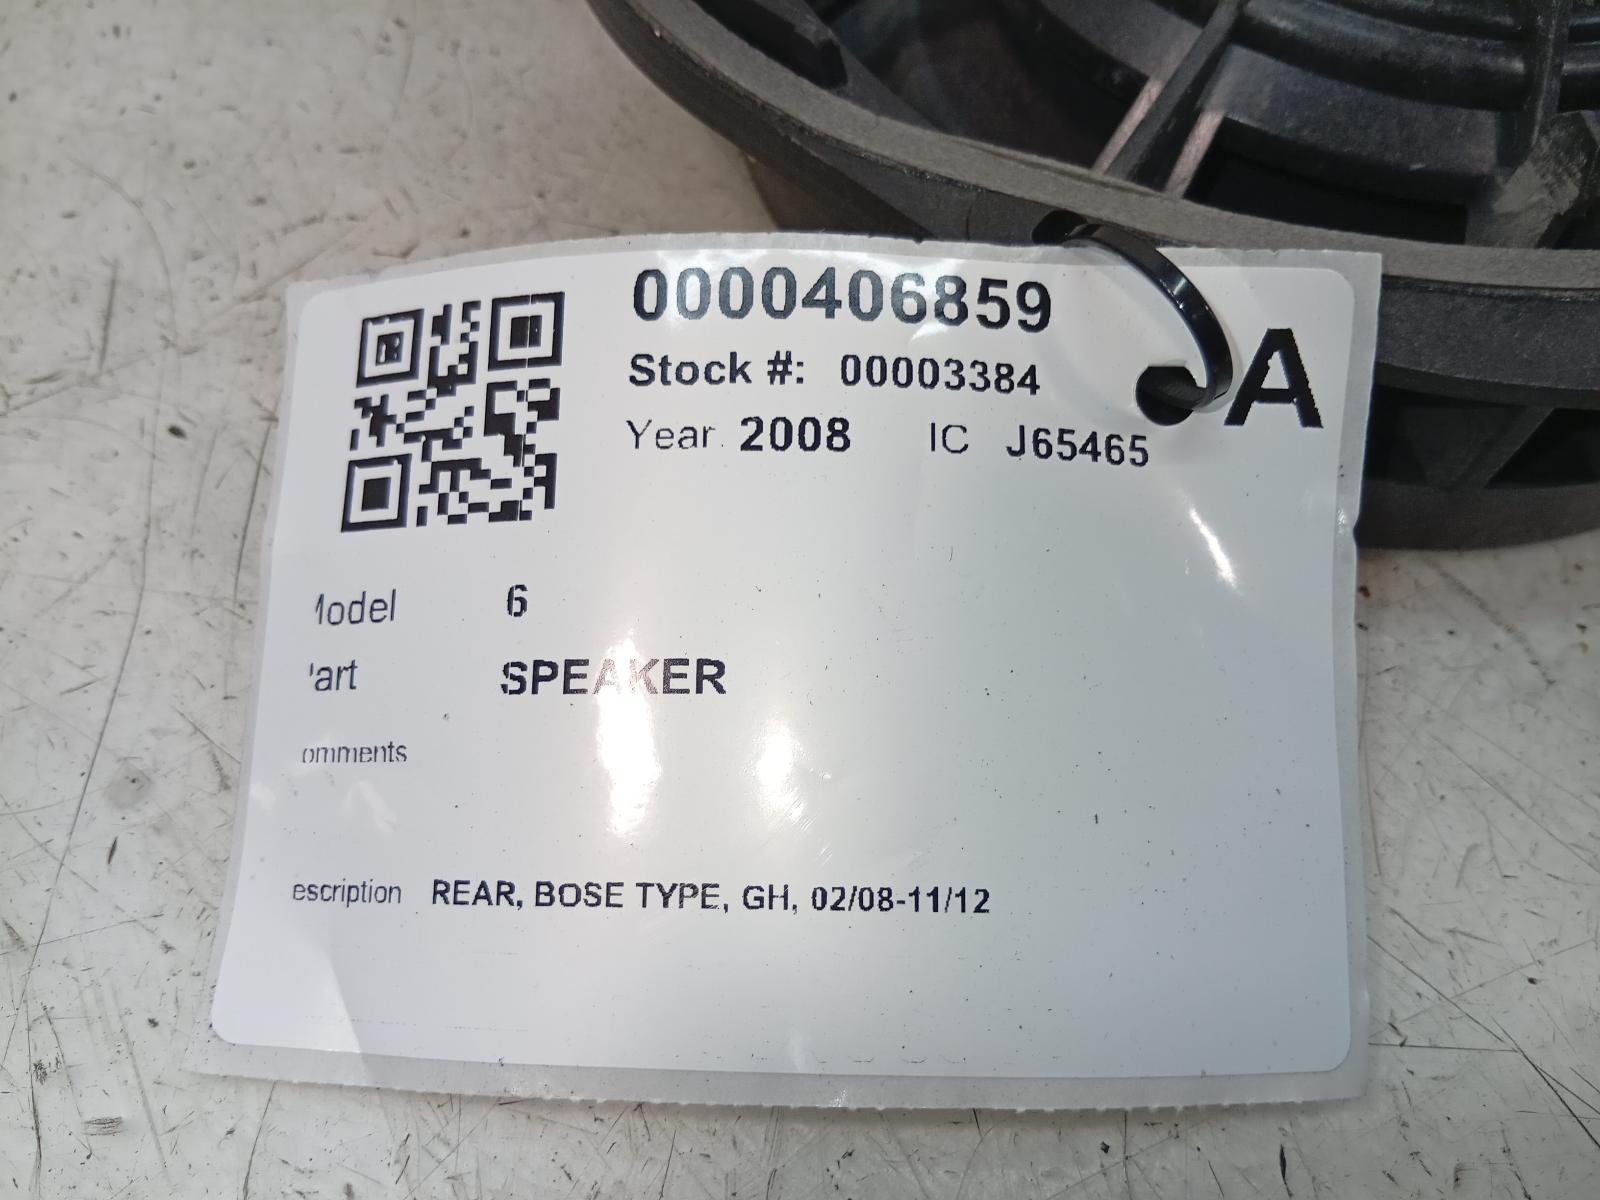 0000406859
A
Stock #: 00003384
Year. 2008 IC J65465
Model 6
'art SPEAKER
omments
escription REAR, BOSE TYPE, GH, 02/08-11/12